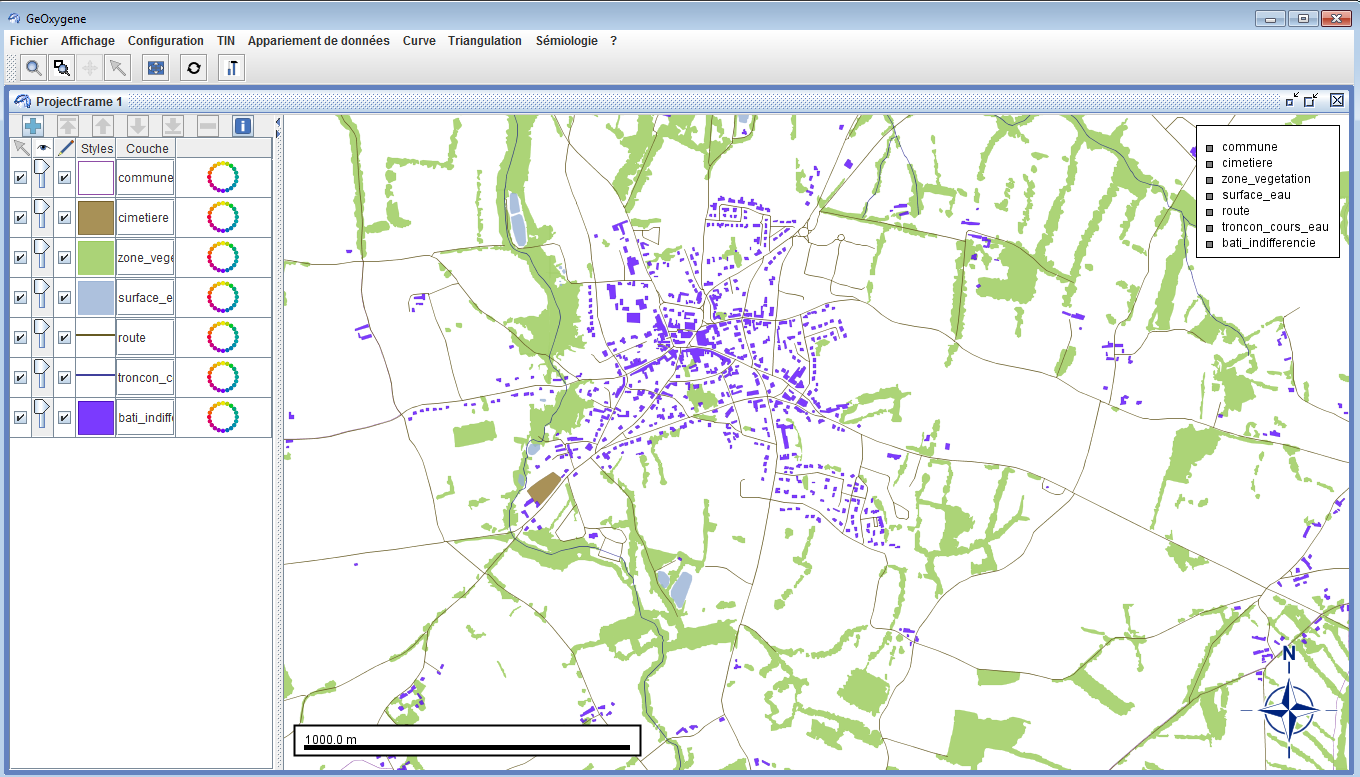 GeOxygene
Fichier Affichage Configuration TIN Appariement de données Curve Triangulation Sémiologie ?
ProjectFrame 1
i
Styles Couche
commune
cimetiere
zone_vege
surface_e
route
troncon_c
bati_indiff
commune
cimetiere
zone_vegetation
surface_eau
route
troncon_cours_eau
bati_indifferencie
N
1000.0 m